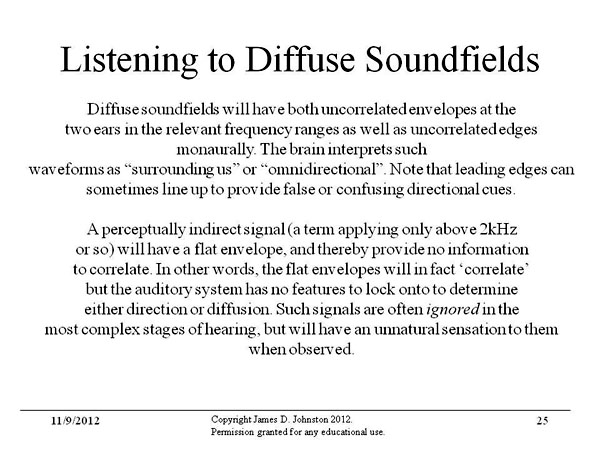 Listening to Diffuse Soundfields
Diffuse soundfields will have both uncorrelated envelopes at the
two ears in the relevant frequency ranges as well as uncorrelated edges
monaurally. The brain interprets such
waveforms as “surrounding us” or “omnidirectional”. Note that leading edges can
sometimes line up to provide false or confusing directional cues.
A perceptually indirect signal (a term applying only above 2kHz
or so) will have a flat envelope, and thereby provide no information
to correlate. In other words, the flat envelopes will in fact ‘correlate’
but the auditory system has no features to lock onto to determine
either direction or diffusion. Such signals are often ignored in the
most complex stages of hearing, but will have an unnatural sensation to them
when observed.
11/9/2012
Copyright James D. Johnston 2012.
Permission granted for any educational use.
25